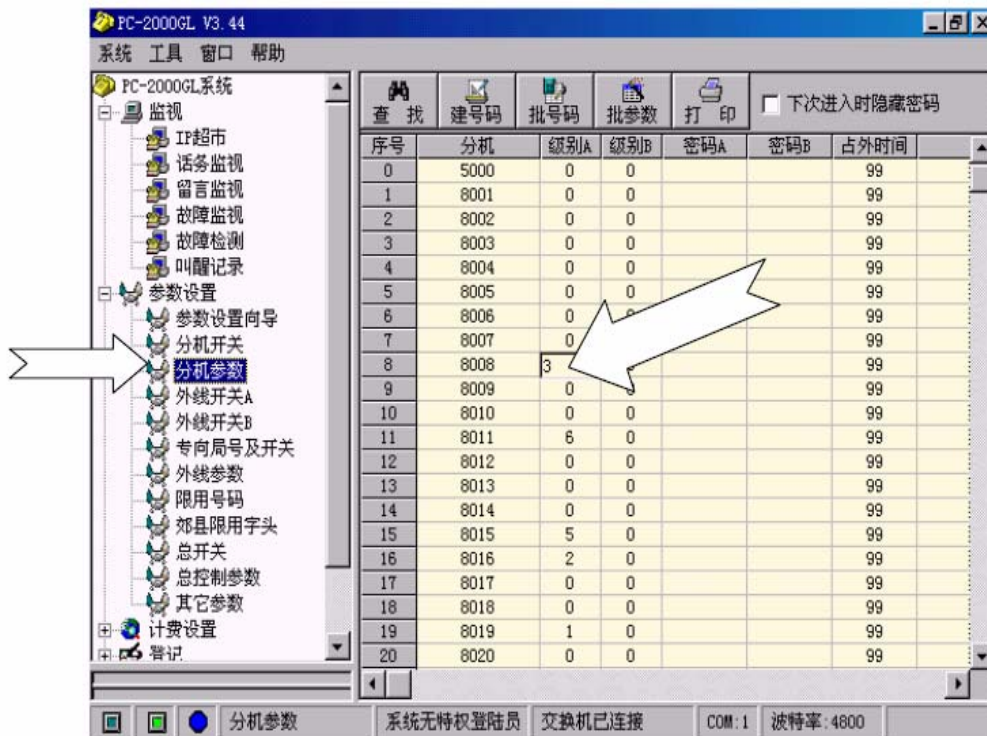 PC-2000GL V3.44
系统 工具 窗口 帮助
PC-2000GL系统
监视
IP超市
话务监视
留言监视
故障监视
故障检测
叫醒记录
参数设置
参数设置向导
分机开关
分机参数
外线开关A
外线开关B
专向局号及开关
外线参数
限用号码
郊县限用字头
总开关
总控制参数
其它参数
计费设置
登记
查 找 建号码 批号码 批参数 打 印 下次进入时隐藏密码
序号 分机 级别A 级别B 密码A 密码B 占外时间
0 5000 0 0 99
1 8001 0 0 99
2 8002 0 0 99
3 8003 0 0 99
4 8004 0 0 99
5 8005 0 0 99
6 8006 0 99
7 8007 0 99
8 8008 3 99
9 8009 0 99
10 8010 0 0 99
11 8011 6 0 99
12 8012 0 0 99
13 8013 0 0 99
14 8014 0 0 99
15 8015 5 0 99
16 8016 2 0 99
17 8017 0 0 99
18 8018 0 0 99
19 8019 1 0 99
20 8020 0 0 99
分机参数 系统无特权登陆员 交换机已连接 COM:1 波特率:4800